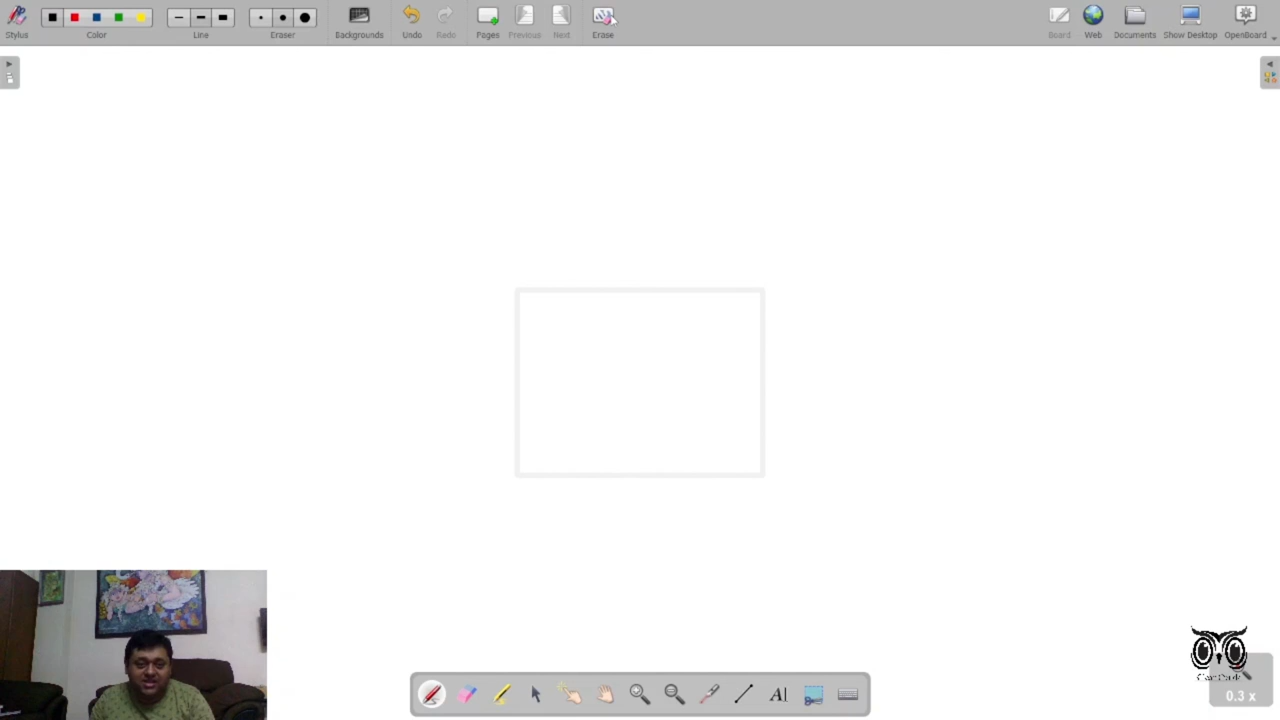 Stylus
Color
Line
Eraser
Backgrounds
Undo
Redo
Pages
Previous
Next
Erase
Board
Web
Documents
Show Desktop
OpenBoard
AI
0.3 x